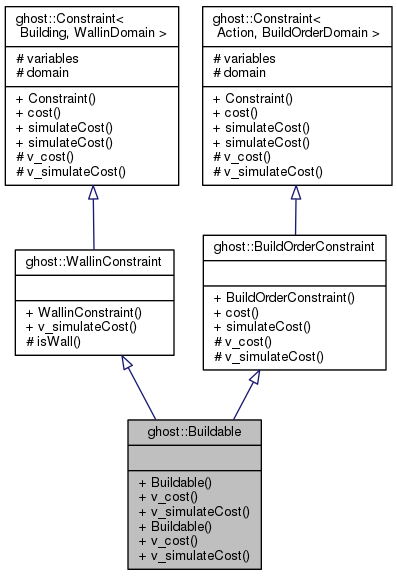 ghost::Constraint<
Building, WallinDomain >
# variables
# domain
+ Constraint()
+ cost()
+ simulateCost()
+ simulateCost()
# v_cost()
# v_simulateCost()
ghost::Constraint<
Action, BuildOrderDomain >
# variables
# domain
+ Constraint()
+ cost()
+ simulateCost()
+ simulateCost()
# v_cost()
# v_simulateCost()
ghost::WallinConstraint
+ WallinConstraint()
+ v_simulateCost()
# isWall()
ghost::BuildOrderConstraint
+ BuildOrderConstraint()
+ cost()
+ simulateCost()
# v_cost()
# v_simulateCost()
ghost::Buildable
+ Buildable()
+ v_cost()
+ v_simulateCost()
+ Buildable()
+ v_cost()
+ v_simulateCost()